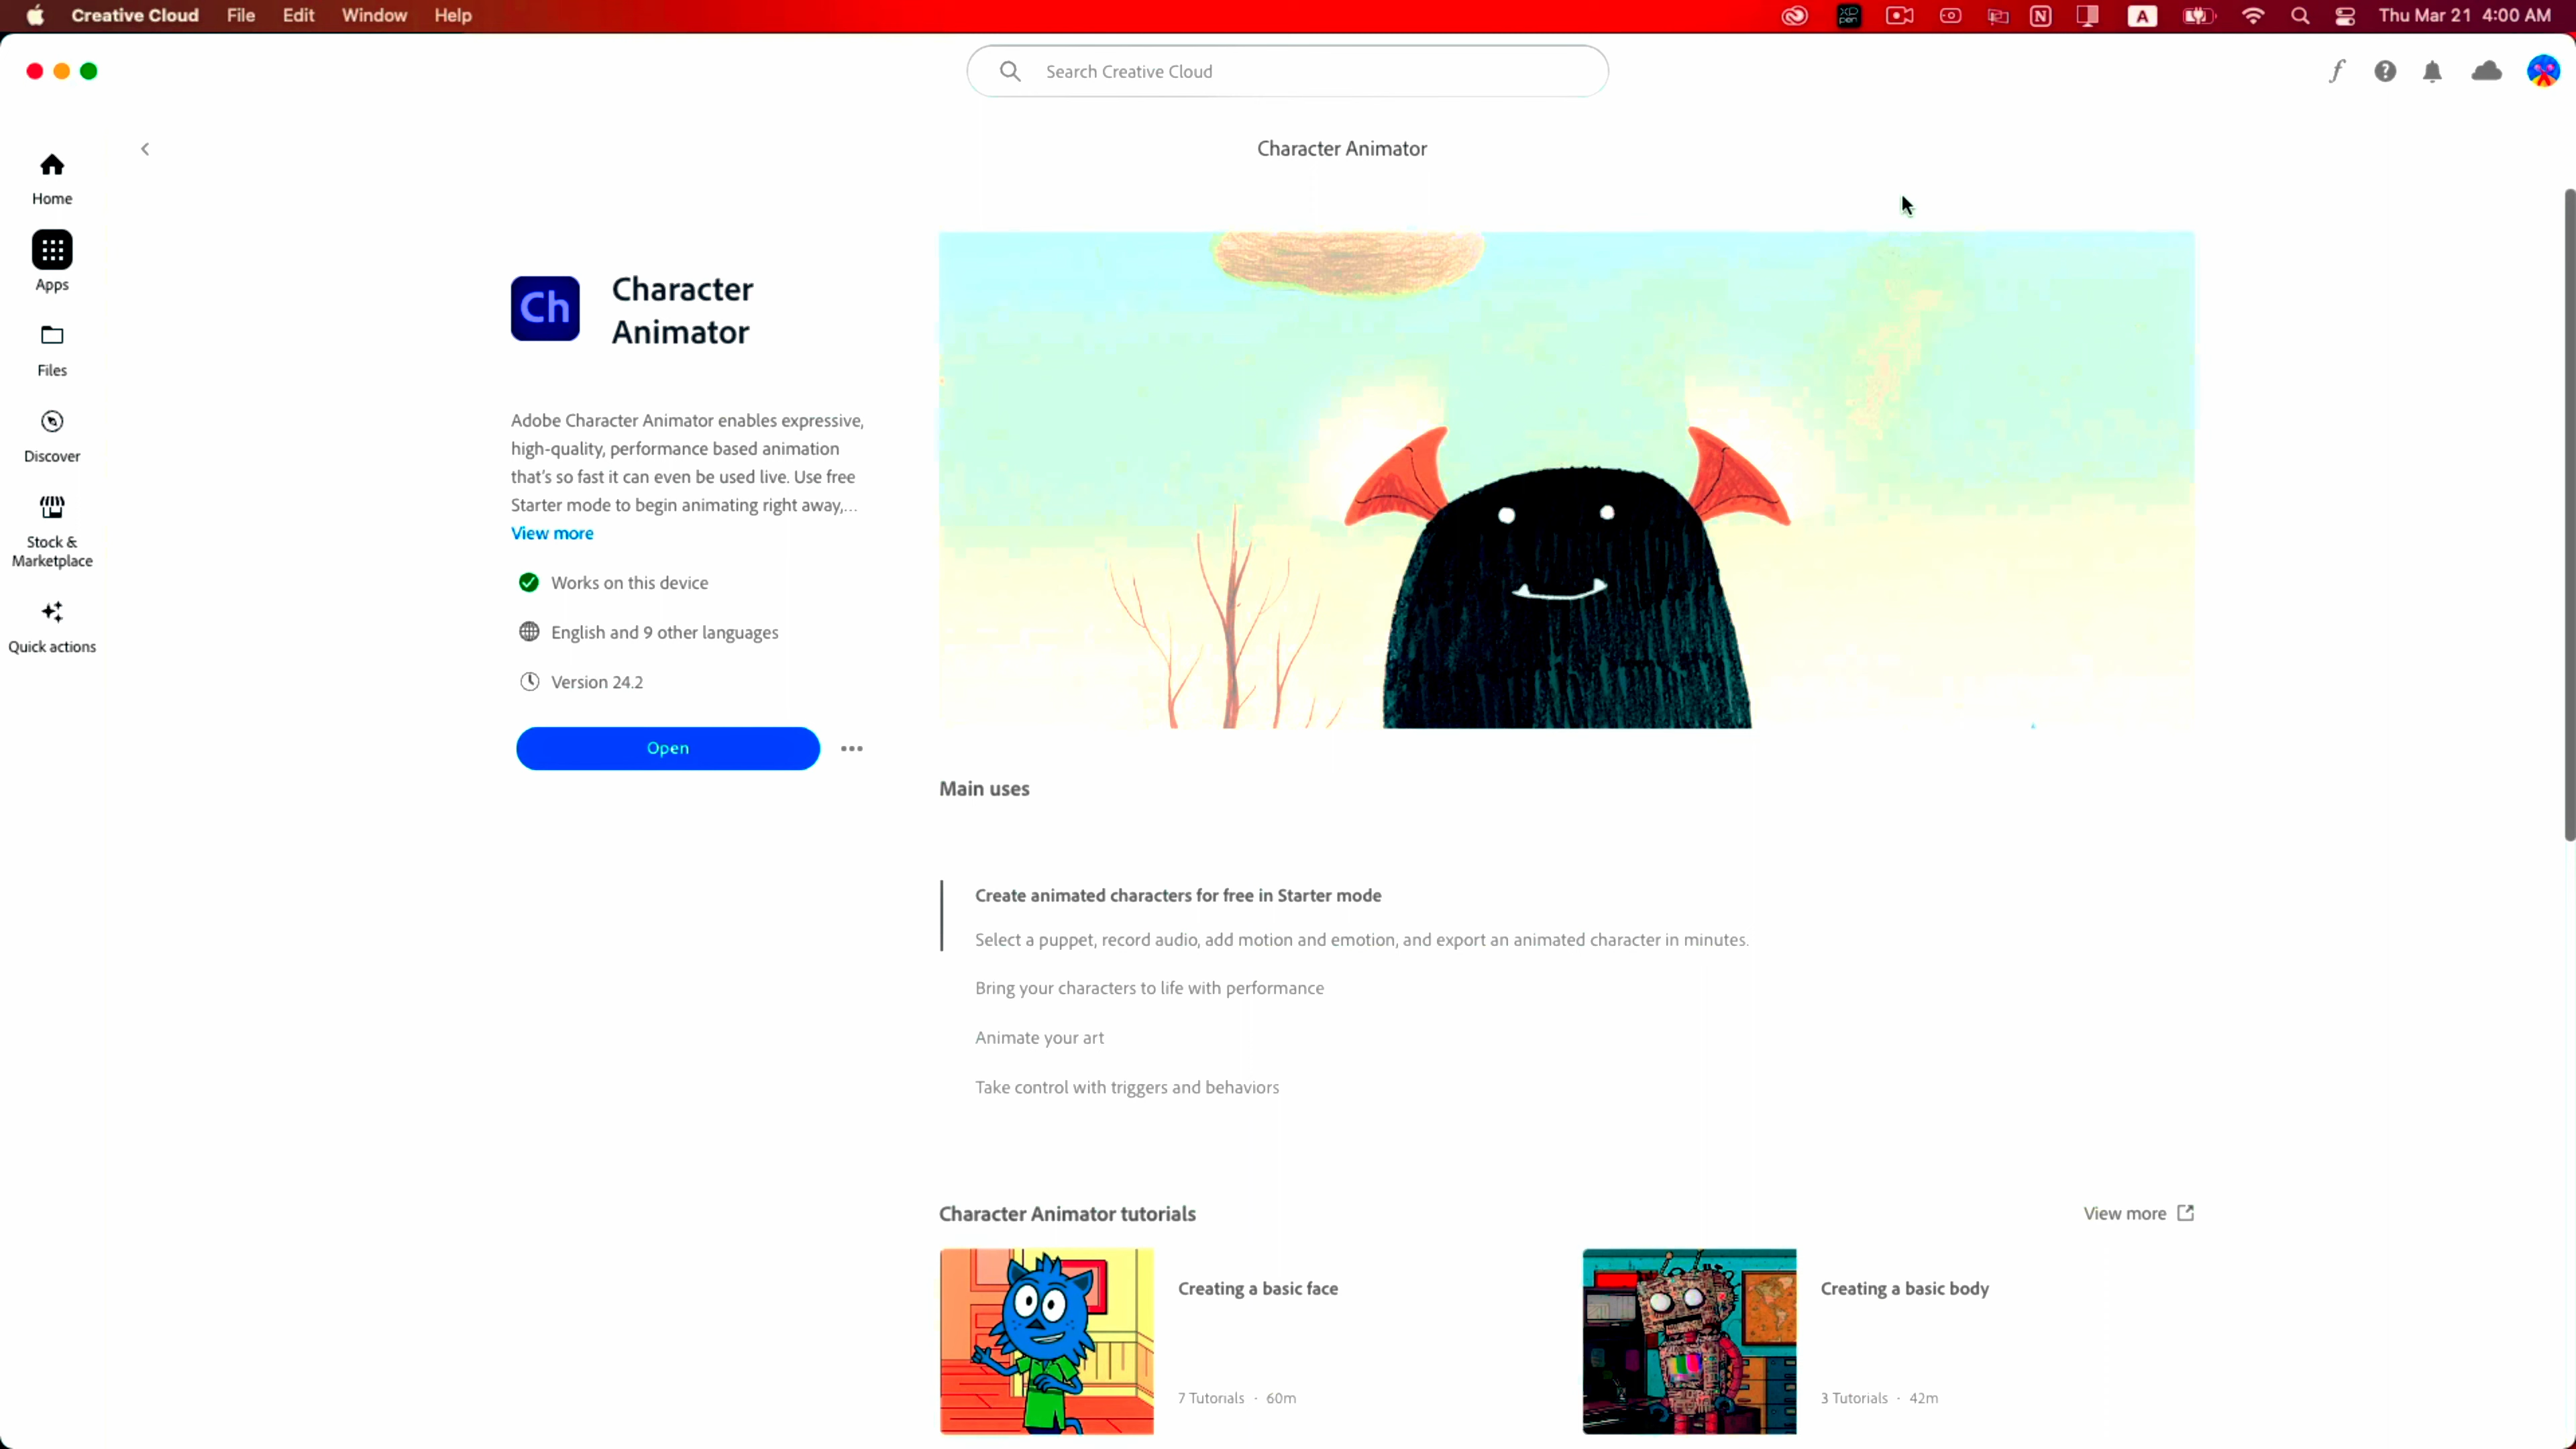 Creative Cloud File Edit Window Help
XP
pen
N
A
Thu Mar 21 4:00 AM
Search Creative Cloud
Character Animator
Home
Apps
Files
Discover
Stock &
Marketplace
Quick actions
Ch
Character
Animator
Adobe Character Animator enables expressive,
high-quality, performance based animation
that's so fast it can even be used live. Use free
Starter mode to begin animating right away,...
View more
Works on this device
English and 9 other languages
Version 24.2
Open
Main uses
Create animated characters for free in Starter mode
Select a puppet, record audio, add motion and emotion, and export an animated character in minutes.
Bring your characters to life with performance
Animate your art
Take control with triggers and behaviors
Character Animator tutorials
View more
Creating a basic face
7 Tutorials · 60m
Creating a basic body
3 Tutorials · 42m